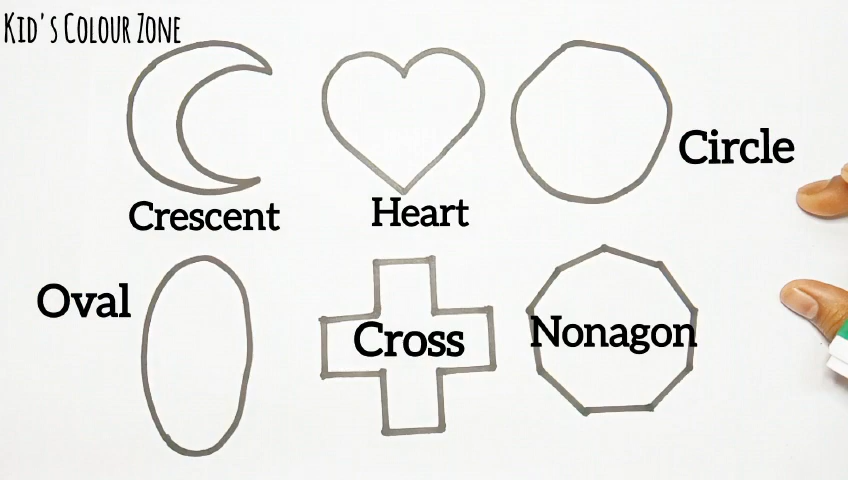 Kid's Colour Zone
Crescent
Heart
Circle
Oval
Cross
Nonagon